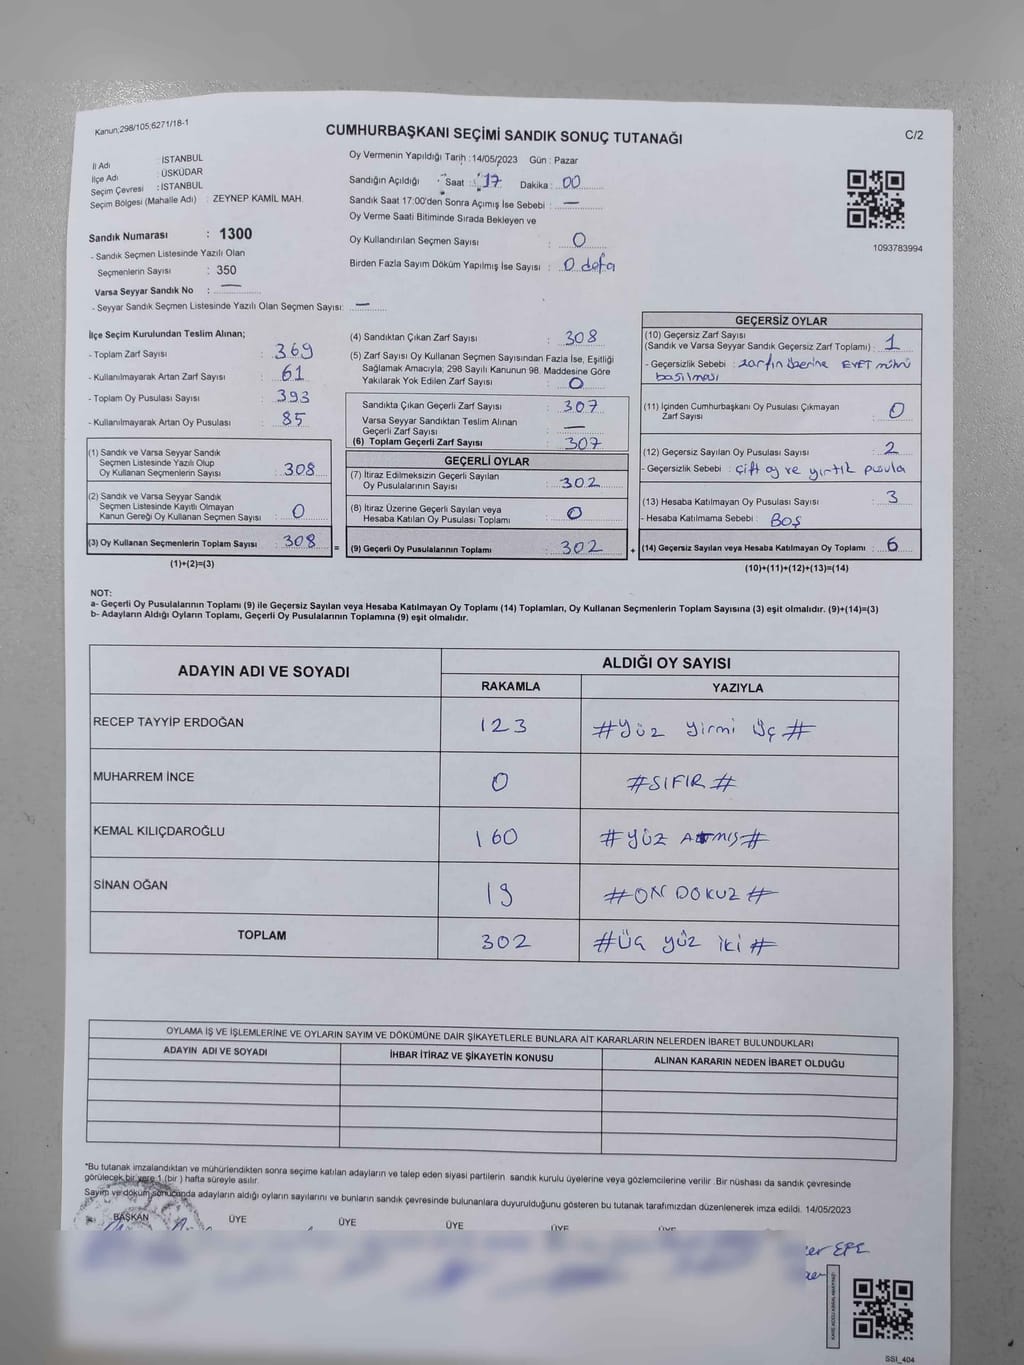 Kanun;298/105;6271/18-1
CUMHURBAŞKANI SEÇİMİ SANDIK SONUÇ TUTANAĞI
C/2
İl Adı : İSTANBUL
İlçe Adı : ÜSKÜDAR
Seçim Çevresi : İSTANBUL
Seçim Bölgesi (Mahalle Adı) : ZEYNEP KAMİL MAH.
Sandık Numarası : 1300
- Sandık Seçmen Listesinde Yazılı Olan
Seçmenlerin Sayısı : 350
Varsa Seyyar Sandık No : —
- Seyyar Sandık Seçmen Listesinde Yazılı Olan Seçmen Sayısı: —
Oy Vermenin Yapıldığı Tarih :14/05/2023 Gün : Pazar
Sandığın Açıldığı Saat : 17 Dakika : 00
Sandık Saat 17:00'den Sonra Açımış İse Sebebi : —
Oy Verme Saati Bitiminde Sırada Bekleyen ve
Oy Kullandırılan Seçmen Sayısı : 0
Birden Fazla Sayım Döküm Yapılmış İse Sayısı : 0 defa
1093783994
İlçe Seçim Kurulundan Teslim Alınan;
- Toplam Zarf Sayısı : 369
- Kullanılmayarak Artan Zarf Sayısı : 61
- Toplam Oy Pusulası Sayısı : 393
- Kullanılmayarak Artan Oy Pusulası : 85
(1) Sandık ve Varsa Seyyar Sandık
Seçmen Listesinde Yazılı Olup
Oy Kullanan Seçmenlerin Sayısı : 308
(2) Sandık ve Varsa Seyyar Sandık
Seçmen Listesinde Kayıtlı Olmayan
Kanun Gereği Oy Kullanan Seçmen Sayısı : 0
(3) Oy Kullanan Seçmenlerin Toplam Sayısı : 308
(1)+(2)=(3)
(4) Sandıktan Çıkan Zarf Sayısı : 308
(5) Zarf Sayısı Oy Kullanan Seçmen Sayısından Fazla İse, Eşitliği
Sağlamak Amacıyla; 298 Sayılı Kanunun 98. Maddesine Göre
Yakılarak Yok Edilen Zarf Sayısı : 0
Sandıkta Çıkan Geçerli Zarf Sayısı : 307
Varsa Seyyar Sandıktan Teslim Alınan
Geçerli Zarf Sayısı : —
(6) Toplam Geçerli Zarf Sayısı : 307
GEÇERLİ OYLAR
(7) İtiraz Edilmeksizin Geçerli Sayılan
Oy Pusulalarının Sayısı : 302
(8) İtiraz Üzerine Geçerli Sayılan veya
Hesaba Katılan Oy Pusulası Toplamı : 0
=
(9) Geçerli Oy Pusulalarının Toplamı : 302
+
GEÇERSİZ OYLAR
(10) Geçersiz Zarf Sayısı
(Sandık ve Varsa Seyyar Sandık Geçersiz Zarf Toplamı) : 1
- Geçersizlik Sebebi : zarfın üzerine EVET mührü
basılması
(11) İçinden Cumhurbaşkanı Oy Pusulası Çıkmayan
Zarf Sayısı : 0
(12) Geçersiz Sayılan Oy Pusulası Sayısı : 2
- Geçersizlik Sebebi : çift oy ve yırtık pusula
(13) Hesaba Katılmayan Oy Pusulası Sayısı : 3
- Hesaba Katılmama Sebebi : BOŞ
(14) Geçersiz Sayılan veya Hesaba Katılmayan Oy Toplamı : 6
(10)+(11)+(12)+(13)=(14)
NOT:
a- Geçerli Oy Pusulalarının Toplamı (9) ile Geçersiz Sayılan veya Hesaba Katılmayan Oy Toplamı (14) Toplamları, Oy Kullanan Seçmenlerin Toplam Sayısına (3) eşit olmalıdır. (9)+(14)=(3)
b- Adayların Aldığı Oyların Toplamı, Geçerli Oy Pusulalarının Toplamına (9) eşit olmalıdır.
ADAYIN ADI VE SOYADI
ALDIĞI OY SAYISI
RAKAMLA YAZIYLA
RECEP TAYYİP ERDOĞAN 123 #Yüz Yirmi Üç#
MUHARREM İNCE 0 #SIFIR#
KEMAL KILIÇDAROĞLU 160 #YÜZ ATMIŞ#
SİNAN OĞAN 19 #ON DOKUZ#
TOPLAM 302 #Üç yüz iki#
OYLAMA İŞ VE İŞLEMLERİNE VE OYLARIN SAYIM VE DÖKÜMÜNE DAİR ŞİKAYETLERLE BUNLARA AİT KARARLARIN NELERDEN İBARET BULUNDUKLARI
ADAYIN ADI VE SOYADI İHBAR İTİRAZ VE ŞİKAYETİN KONUSU ALINAN KARARIN NEDEN İBARET OLDUĞU
*Bu tutanak imzalandıktan ve mühürlendikten sonra seçime katılan adayların ve talep eden siyasi partilerin sandık kurulu üyelerine veya gözlemcilerine verilir. Bir nüshası da sandık çevresinde
görülecek bir yere 1 (bir ) hafta süreyle asılır.
Sayım ve döküm sonucunda adayların aldığı oyların sayılarını ve bunların sandık çevresinde bulunanlara duyurulduğunu gösteren bu tutanak tarafımızdan düzenlenerek imza edildi. 14/05/2023
BAŞKAN ÜYE ÜYE ÜYE ÜYE ÜYE
EFE
SSİ_404